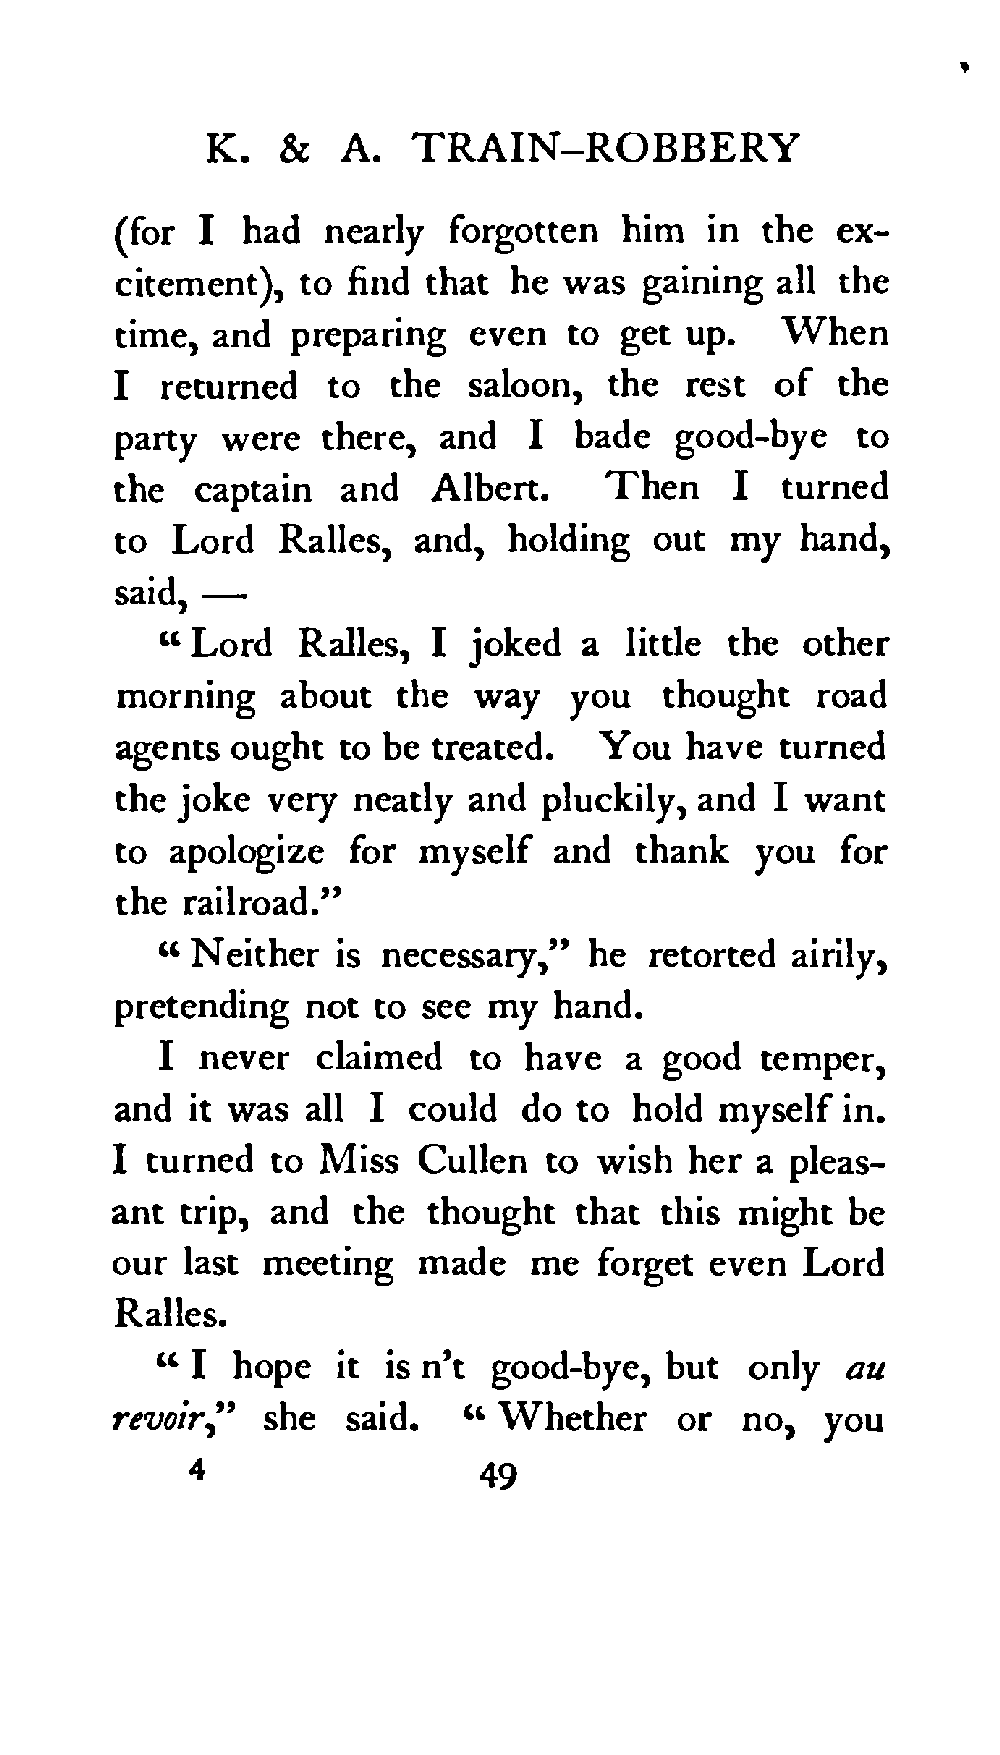 K. & A. TRAIN-ROBBERY
(for I had nearly forgotten him in the ex-
citement), to find that he was gaining all the
time, and preparing even to get up. When
I returned to the saloon, the rest of the
party were there, and I bade good-bye to
the captain and Albert. Then I turned
to Lord Ralles, and, holding out my hand,
said, —
“ Lord Ralles, I joked a little the other
morning about the way you thought road
agents ought to be treated. You have turned
the joke very neatly and pluckily, and I want
to apologize for myself and thank you for
the railroad.”
“ Neither is necessary,” he retorted airily,
pretending not to see my hand.
I never claimed to have a good temper,
and it was all I could do to hold myself in.
I turned to Miss Cullen to wish her a pleas-
ant trip, and the thought that this might be
our last meeting made me forget even Lord
Ralles.
“ I hope it is n’t good-bye, but only au
revoir,” she said. “ Whether or no, you
4 49